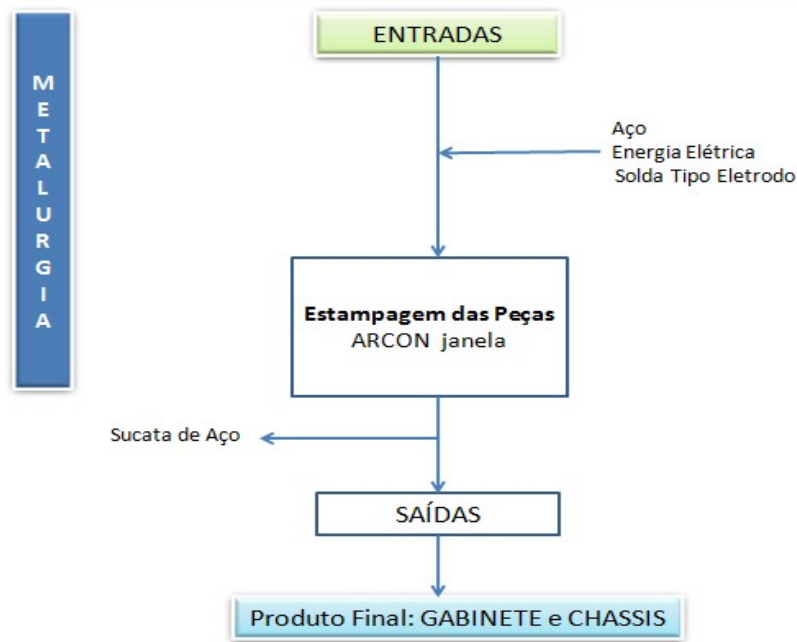 METALURGIA
ENTRADAS
Aço
Energia Elétrica
Solda Tipo Eletrodo
Estampagem das Peças
ARCON janela
Sucata de Aço
SAÍDAS
Produto Final: GABINETE e CHASSIS